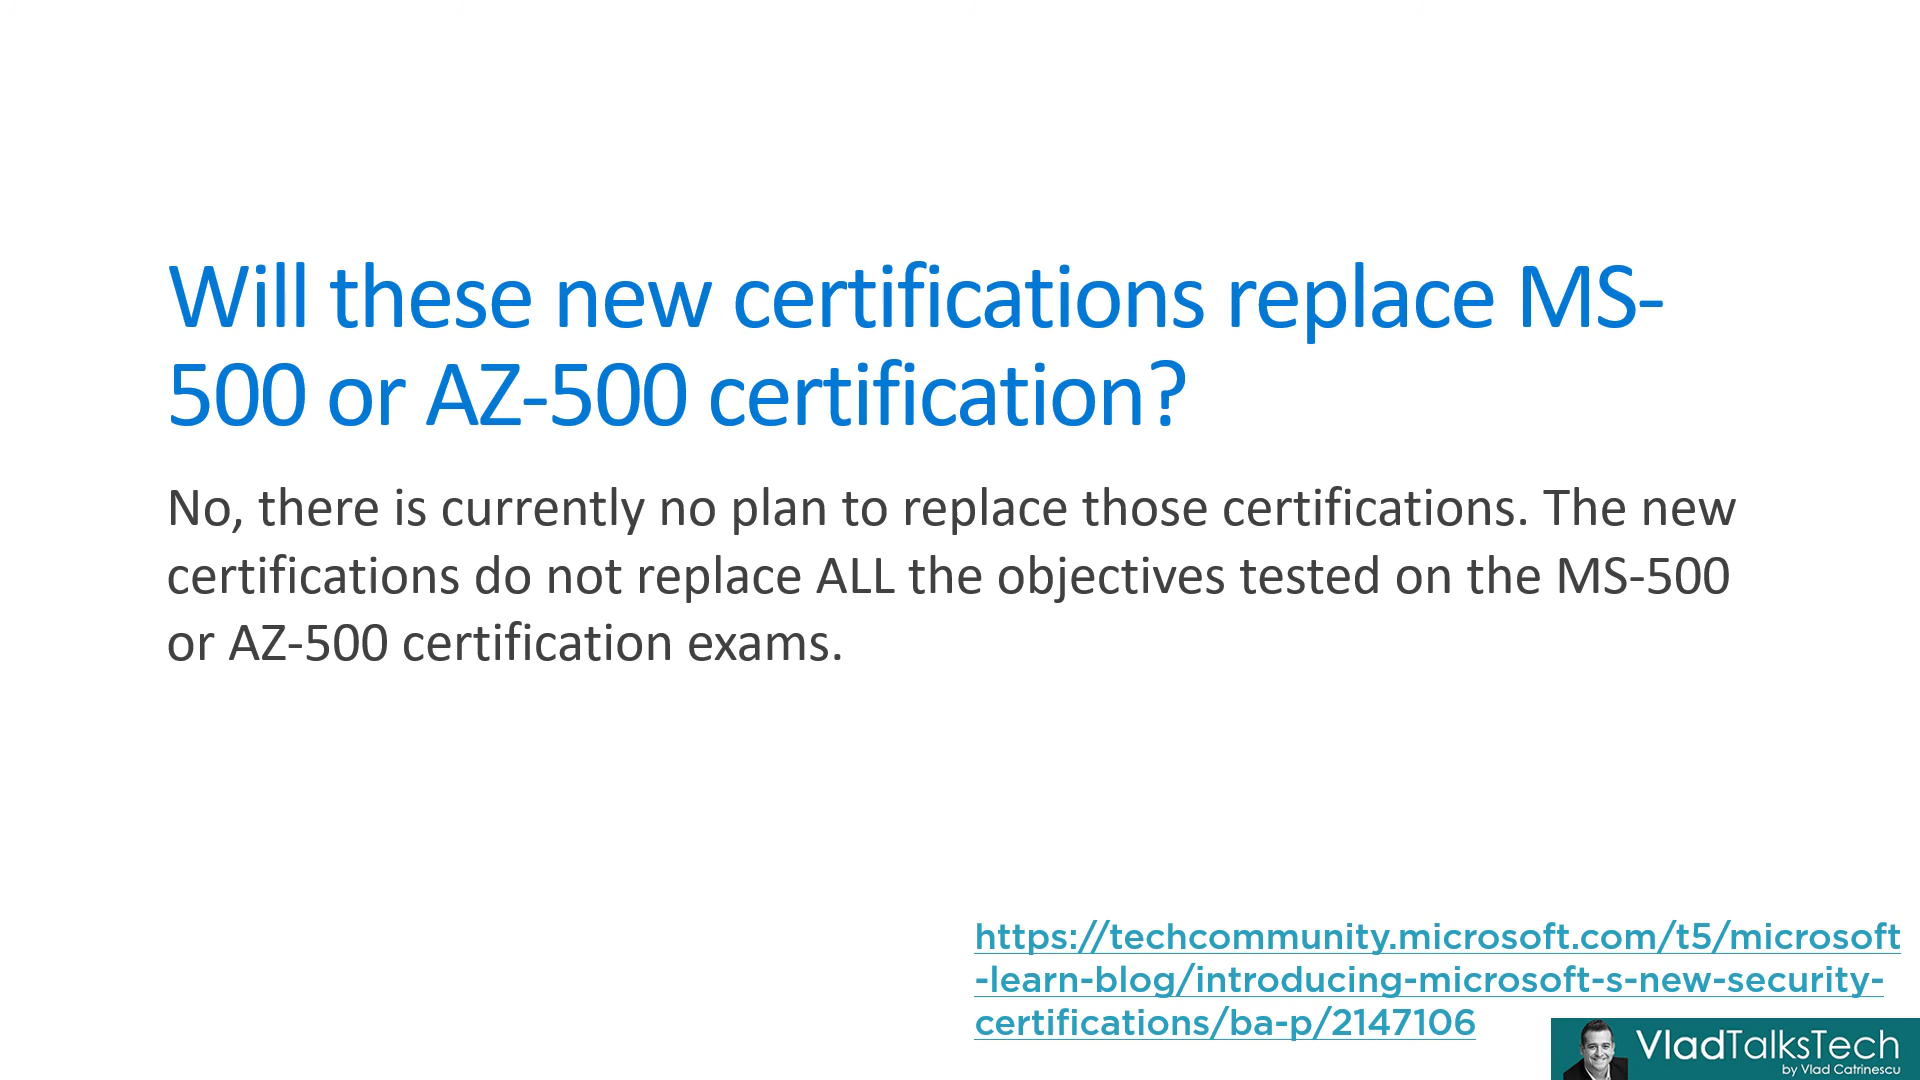 Will these new certifications replace MS-
500 or AZ-500 certification?
No, there is currently no plan to replace those certifications. The new
certifications do not replace ALL the objectives tested on the MS-500
or AZ-500 certification exams.
https://techcommunity.microsoft.com/t5/microsoft
-learn-blog/introducing-microsoft-s-new-security-
certifications/ba-p/2147106
VladTalksTech
by Vlad Catrinescu